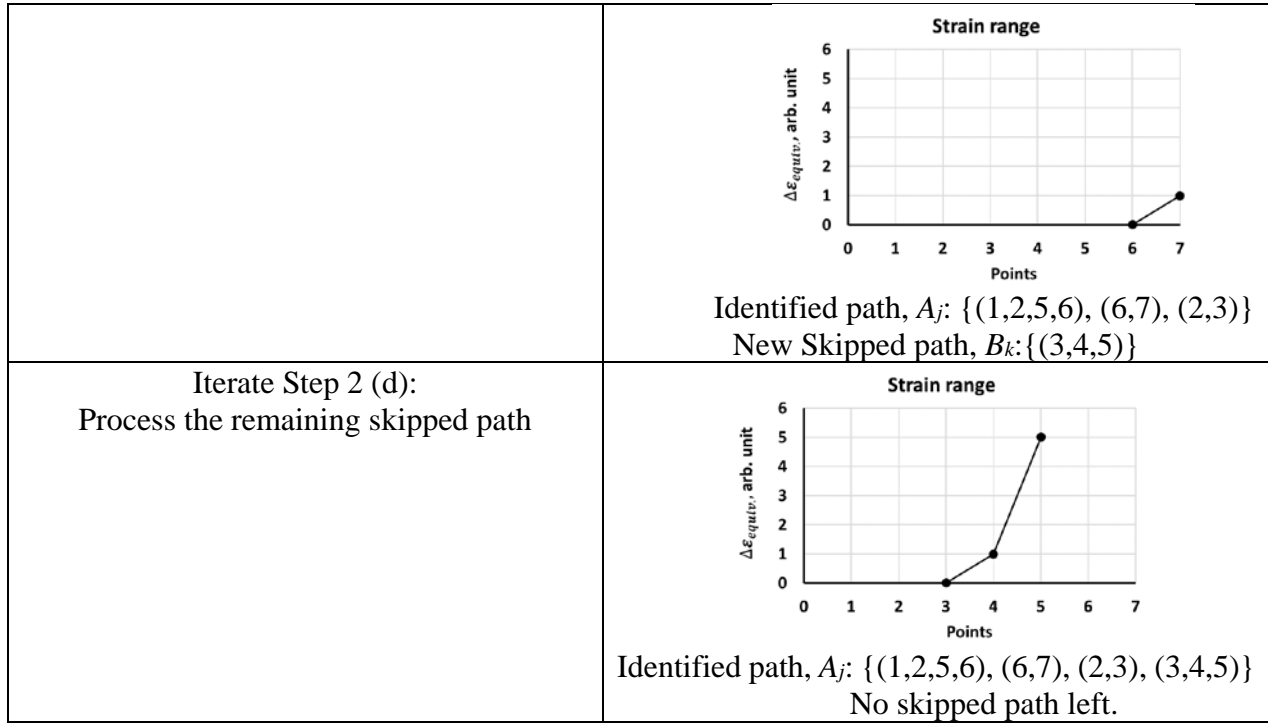 Strain range
6
5
4
3
2
1
0
Δε_equiv., arb. unit
0 1 2 3 4 5 6 7
Points
Identified path, Aj: {(1,2,5,6), (6,7), (2,3)}
New Skipped path, Bk:{(3,4,5)}
Iterate Step 2 (d):
Process the remaining skipped path
Strain range
6
5
4
3
2
1
0
Δε_equiv., arb. unit
0 1 2 3 4 5 6 7
Points
Identified path, Aj: {(1,2,5,6), (6,7), (2,3), (3,4,5)}
No skipped path left.